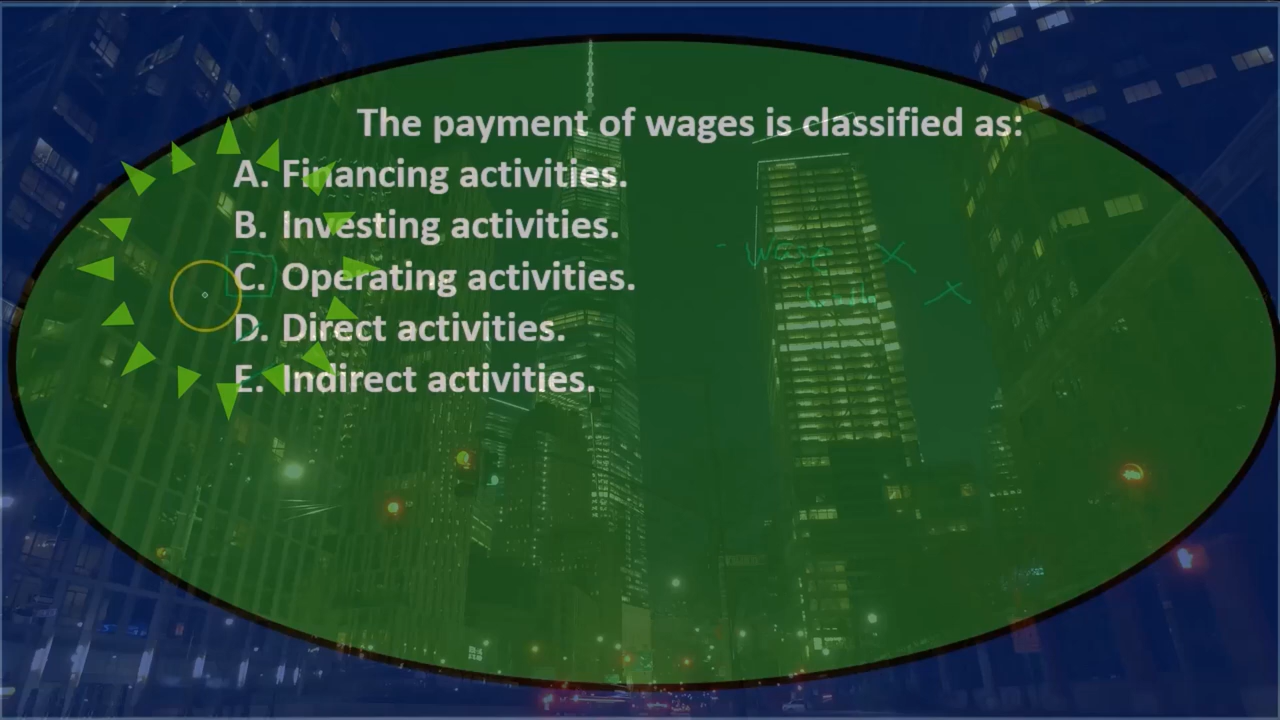 The payment of wages is classified as:
A. Financing activities.
B. Investing activities.
C. Operating activities.
D. Direct activities.
E. Indirect activities.